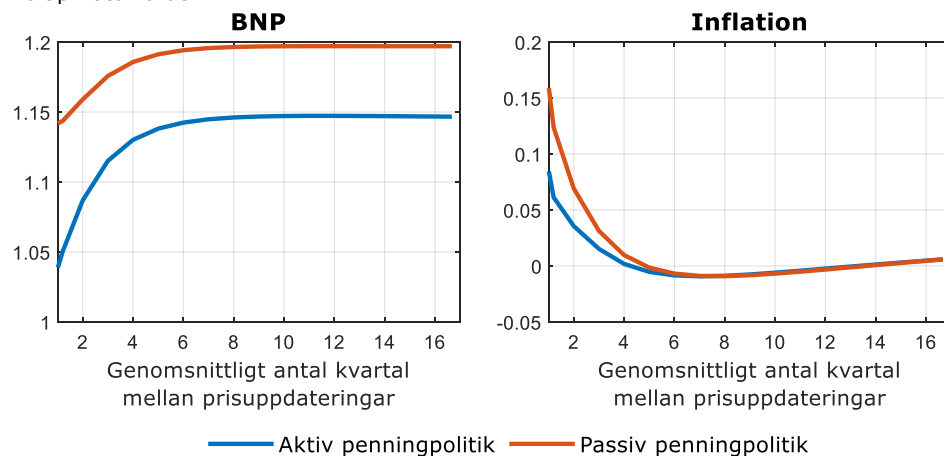 BNP
1.2
1.15
1.1
1.05
1
2 4 6 8 10 12 14 16
Genomsnittligt antal kvartal
mellan prisuppdateringar
Inflation
0.2
0.15
0.1
0.05
0
-0.05
2 4 6 8 10 12 14 16
Genomsnittligt antal kvartal
mellan prisuppdateringar
Aktiv penningpolitik Passiv penningpolitik